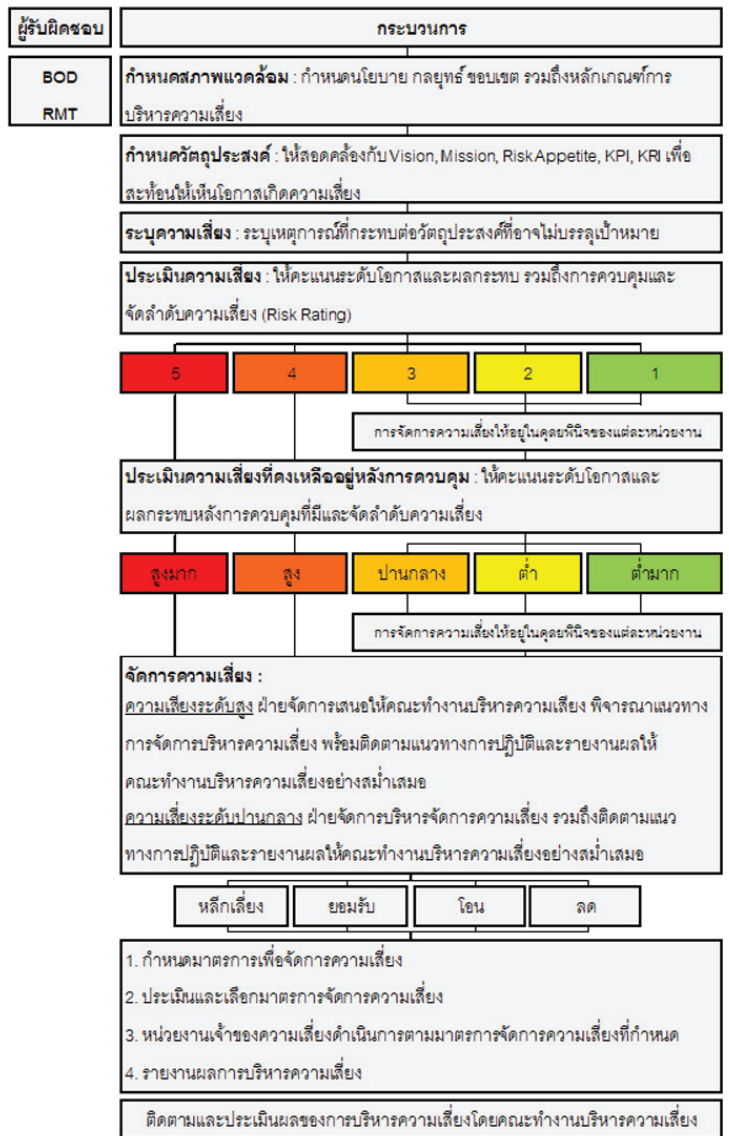 ผู้รับผิดชอบ
กระบวนการ
BOD
RMT
กำหนดสภาพแวดล้อม : กำหนดนโยบาย กลยุทธ์ ขอบเขต รวมถึงหลักเกณฑ์การ
บริหารความเสี่ยง
กำหนดวัตถุประสงค์ : ให้สอดคล้องกับ Vision, Mission, Risk Appetite, KPI, KRI เพื่อ
สะท้อนให้เห็นโอกาสเกิดความเสี่ยง
ระบุความเสี่ยง : ระบุเหตุการณ์ที่กระทบต่อวัตถุประสงค์ที่อาจไม่บรรลุเป้าหมาย
ประเมินความเสี่ยง : ให้คะแนนระดับโอกาสและผลกระทบ รวมถึงการควบคุมและ
จัดลำดับความเสี่ยง (Risk Rating)
5 4 3 2 1
การจัดการความเสี่ยงให้อยู่ในดุลยพินิจของแต่ละหน่วยงาน
ประเมินความเสี่ยงที่คงเหลืออยู่หลังการควบคุม : ให้คะแนนระดับโอกาสและ
ผลกระทบหลังการควบคุมที่มีและจัดลำดับความเสี่ยง
สูงมาก สูง ปานกลาง ต่ำ ต่ำมาก
การจัดการความเสี่ยงให้อยู่ในดุลยพินิจของแต่ละหน่วยงาน
จัดการความเสี่ยง :
ความเสี่ยงระดับสูง ฝ่ายจัดการเสนอให้คณะทำงานบริหารความเสี่ยง พิจารณาแนวทาง
การจัดการบริหารความเสี่ยง พร้อมติดตามแนวทางการปฏิบัติและรายงานผลให้
คณะทำงานบริหารความเสี่ยงอย่างสม่ำเสมอ
ความเสี่ยงระดับปานกลาง ฝ่ายจัดการบริหารจัดการความเสี่ยง รวมถึงติดตามแนว
ทางการปฏิบัติและรายงานผลให้คณะทำงานบริหารความเสี่ยงอย่างสม่ำเสมอ
หลีกเลี่ยง ยอมรับ โอน ลด
1. กำหนดมาตรการเพื่อจัดการความเสี่ยง
2. ประเมินและเลือกมาตรการจัดการความเสี่ยง
3. หน่วยงานเจ้าของความเสี่ยงดำเนินการตามมาตรการจัดการความเสี่ยงที่กำหนด
4. รายงานผลการบริหารความเสี่ยง
ติดตามและประเมินผลของการบริหารความเสี่ยงโดยคณะทำงานบริหารความเสี่ยง